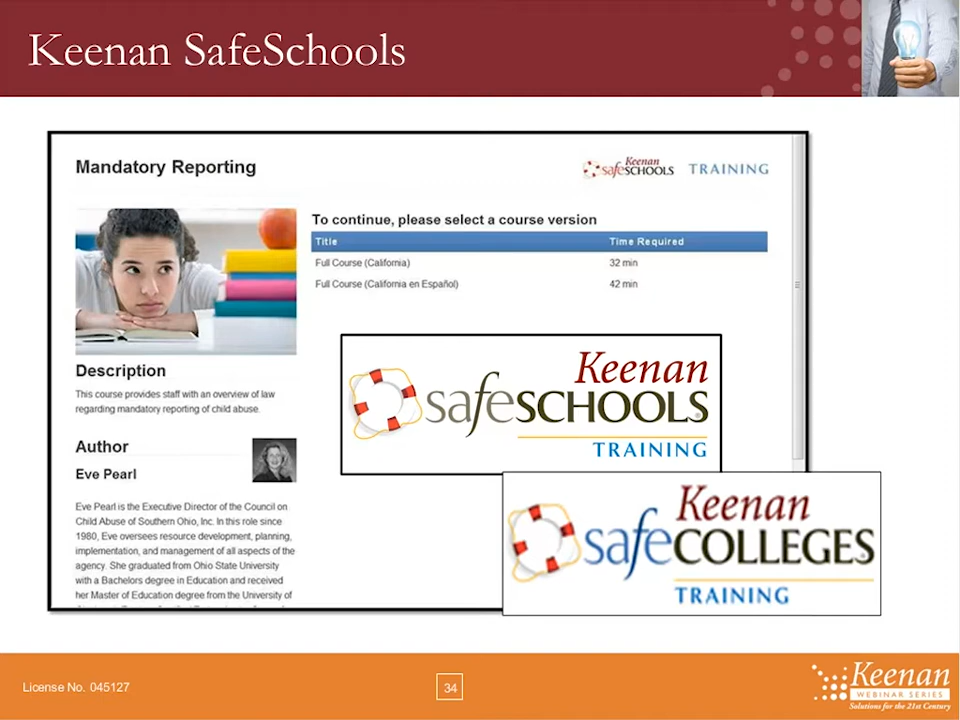 Keenan SafeSchools
Mandatory Reporting
Keenan
safeSCHOOLS TRAINING
To continue, please select a course version
Title Time Required
Full Course (California) 32 min
Full Course (California en Español) 42 min
Description
This course provides staff with an overview of law
regarding mandatory reporting of child abuse.
Author
Eve Pearl
Eve Pearl is the Executive Director of the Council on
Child Abuse of Southern Ohio, Inc. In this role since
1980, Eve oversees resource development, planning,
implementation, and management of all aspects of the
agency. She graduated from Ohio State University
with a Bachelors degree in Education and received
her Master of Education degree from the University of
Keenan
safeSCHOOLS®
TRAINING
Keenan
safeCOLLEGES®
TRAINING
License No. 045127
34
Keenan
WEBINAR SERIES
Solutions for the 21st Century